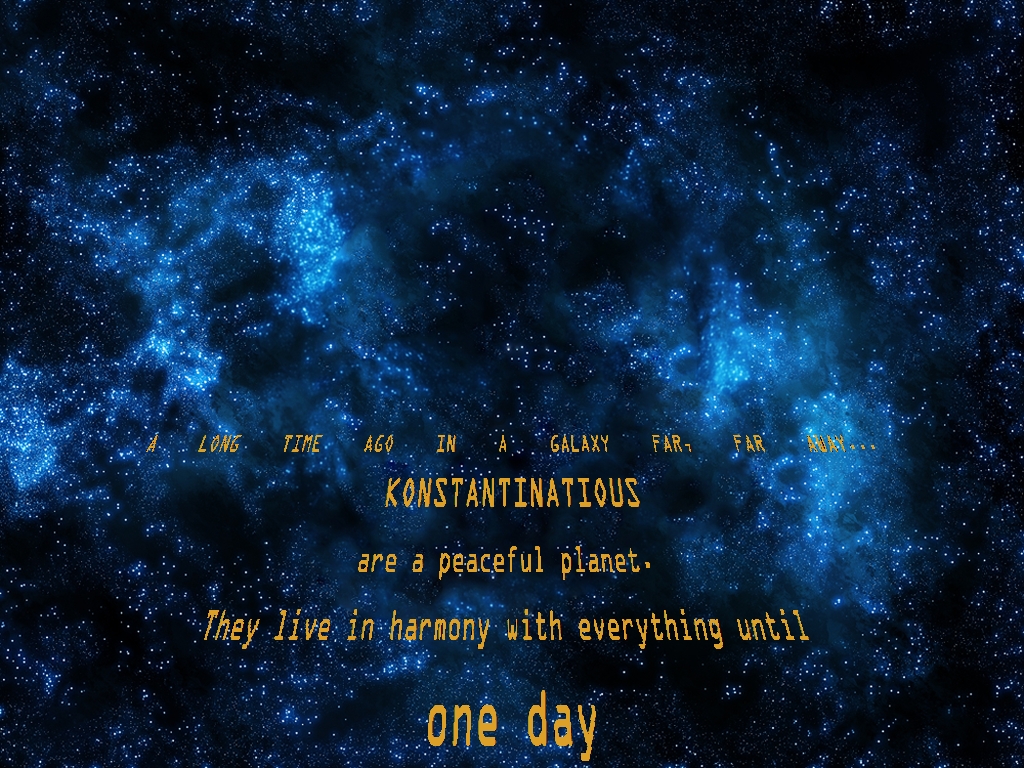 A LONG TIME AGO IN A GALAXY FAR, FAR AWAY...
KONSTANTINATIOUS
are a peaceful planet.
They live in harmony with everything until
one day